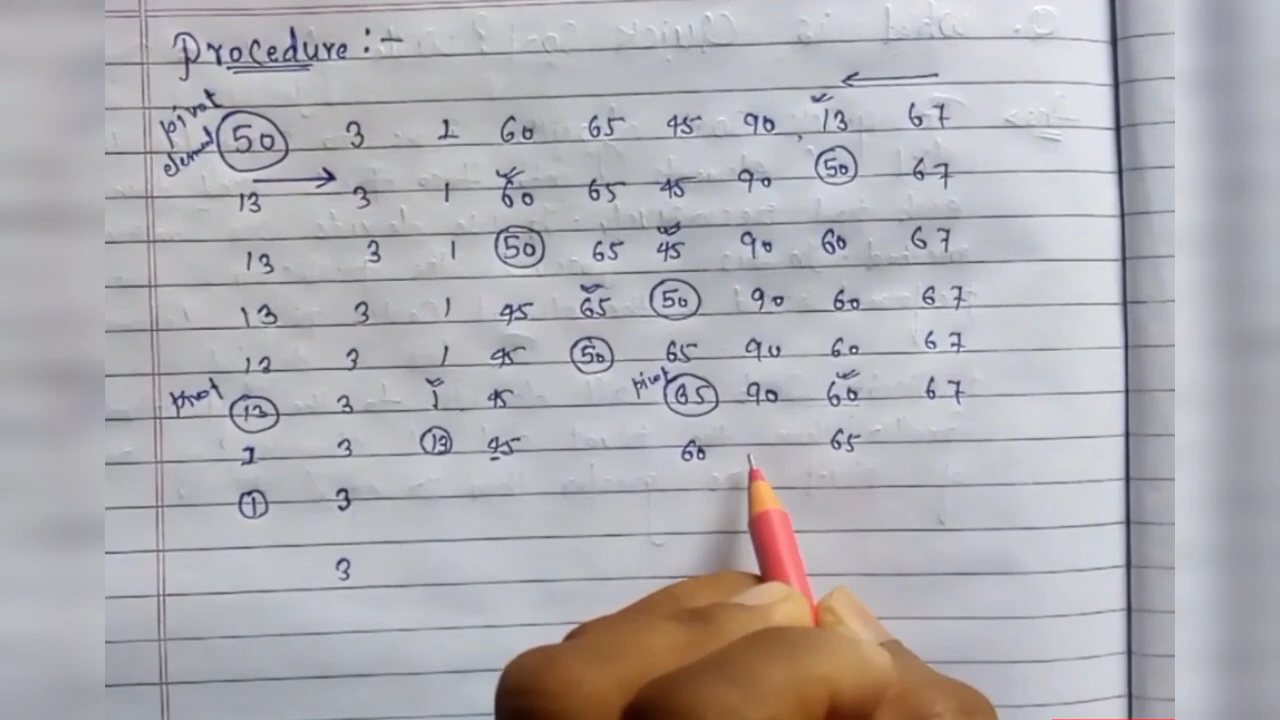 Procedure :-
pivot element 50 3 1 60 65 45 90 13 67
13 3 1 60 65 45 90 50 67
13 3 1 50 65 45 90 60 67
13 3 1 45 65 50 90 60 67
13 3 1 45 50 65 90 60 67
pivot 13 3 1 45 pivot 65 90 60 67
1 3 13 45 60 65
1 3
3